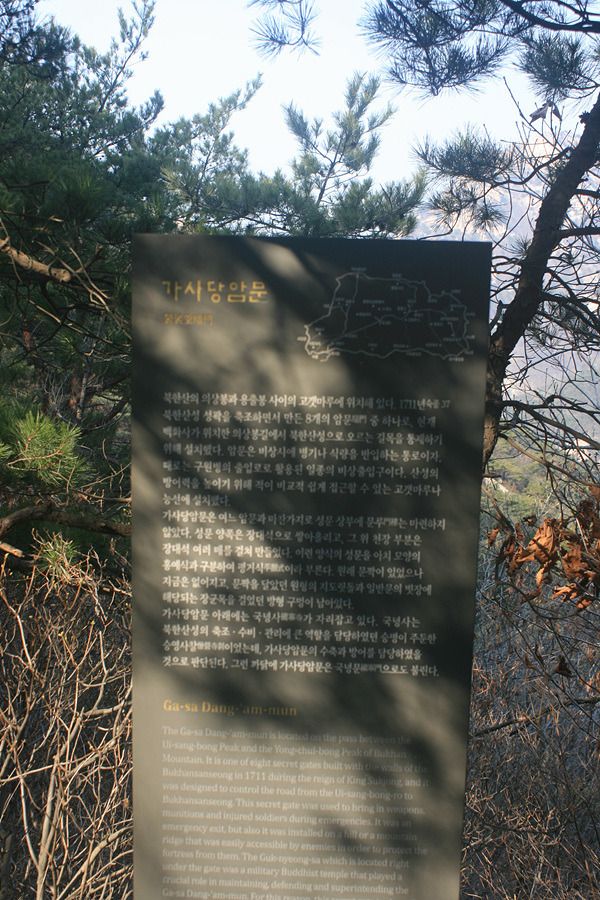 가사당암문
북한산의 의상봉과 용출봉 사이의 고갯마루에 위치해 있다. 1711년숙종 37
북한산성 성곽을 축조하면서 만든 8개의 암문 중 하나로, 현재
백화사가 위치한 의상봉길에서 북한산성으로 오르는 길목을 통제하기
위해 설치했다. 암문은 비상시에 병기나 식량을 반입하는 통로이자,
때로는 구원병의 출입로로 활용된 일종의 비상출입구이다. 산성의
방어력을 높이기 위해 적이 비교적 쉽게 접근할 수 있는 고갯마루나
능선에 설치했다.
가사당암문은 여느 암문과 마찬가지로 성문 상부에 문루는 마련하지
않았다. 성문 양쪽은 장대석으로 쌓아올리고, 그 위 천장 부분은
장대석 여러 매를 걸쳐 만들었다. 이런 양식의 성문을 아치 모양의
홍예식과 구분하여 평거식이라 부른다. 원래 문짝이 있었으나
지금은 없어지고, 문짝을 달았던 원형의 지도릿돌과 일반문의 빗장에
해당되는 장군목을 걸었던 방형 구멍이 남아있다.
가사당암문 아래에는 국녕사가 자리잡고 있다. 국녕사는
북한산성의 축조·수비·관리에 큰 역할을 담당하였던 승병이 주둔한
승영사찰이었는데, 가사당암문의 수축과 방어를 담당하였을
것으로 판단된다. 그런 까닭에 가사당암문은 국녕문으로도 불린다.
Ga-sa Dang-'am-mun
The Ga-sa Dang-'am-mun is located on the pass between the
Ui-sang-bong Peak and the Yong-chul-bong Peak of Bukhan
Mountain. It is one of eight secret gates built with the walls of the
Bukhansanseong in 1711 during the reign of King Sukjong, and it
was designed to control the road from the Ui-sang-bong-ro to
Bukhansanseong. This secret gate was used to bring in weapons,
munitions and injured soldiers during emergencies. It was an
emergency exit, but also it was installed on a hill or a mountain
ridge that was easily accessible by enemies in order to protect the
fortress from them. The Guk-nyeong-sa which is located right
under the gate was a military Buddhist temple that played a
crucial role in maintaining, defending and superintending the
Ga-sa Dang-am-mun. For this reason, this